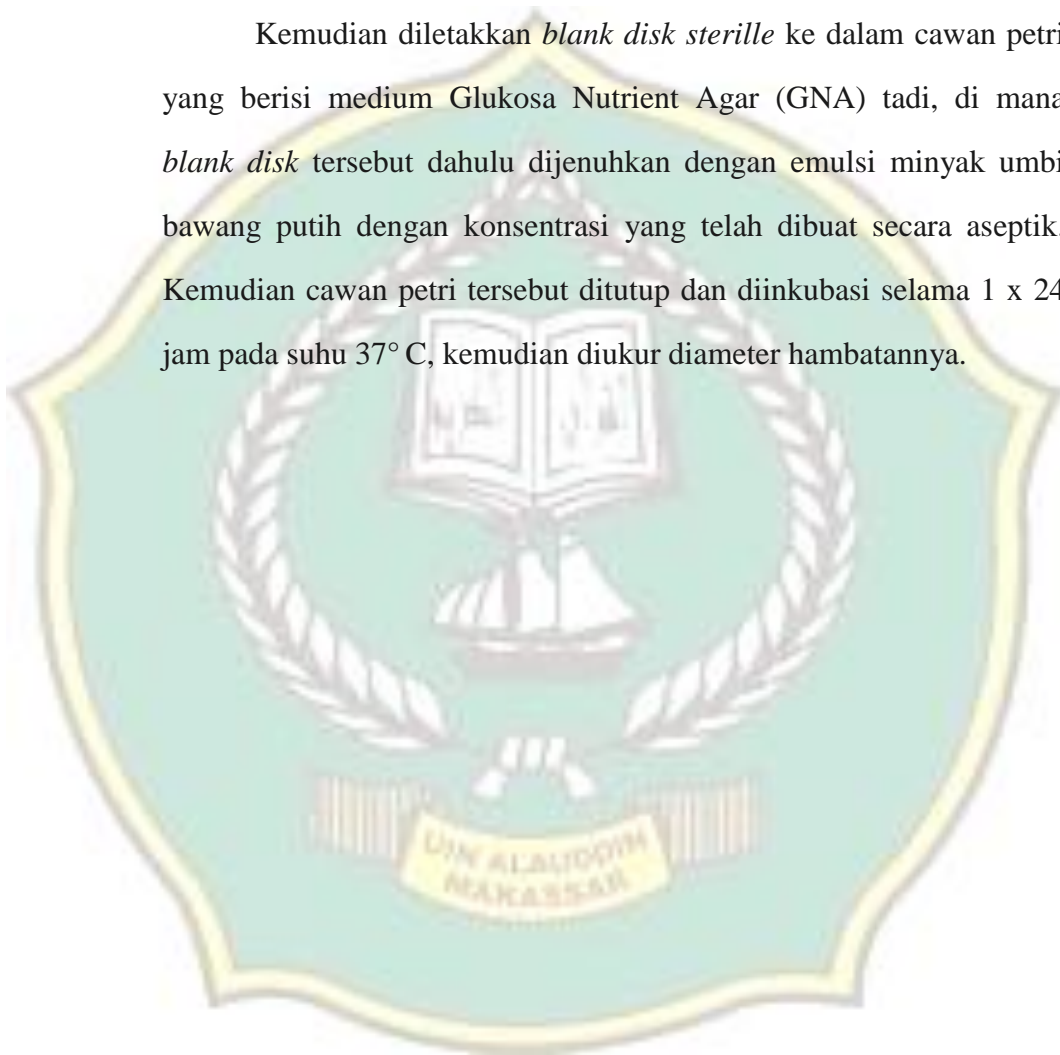 Kemudian diletakkan blank disk sterille ke dalam cawan petri
yang berisi medium Glukosa Nutrient Agar (GNA) tadi, di mana
blank disk tersebut dahulu dijenuhkan dengan emulsi minyak umbi
bawang putih dengan konsentrasi yang telah dibuat secara aseptik.
Kemudian cawan petri tersebut ditutup dan diinkubasi selama 1 x 24
jam pada suhu 37° C, kemudian diukur diameter hambatannya.
UIN ALAUDDIN
MAKASSAR